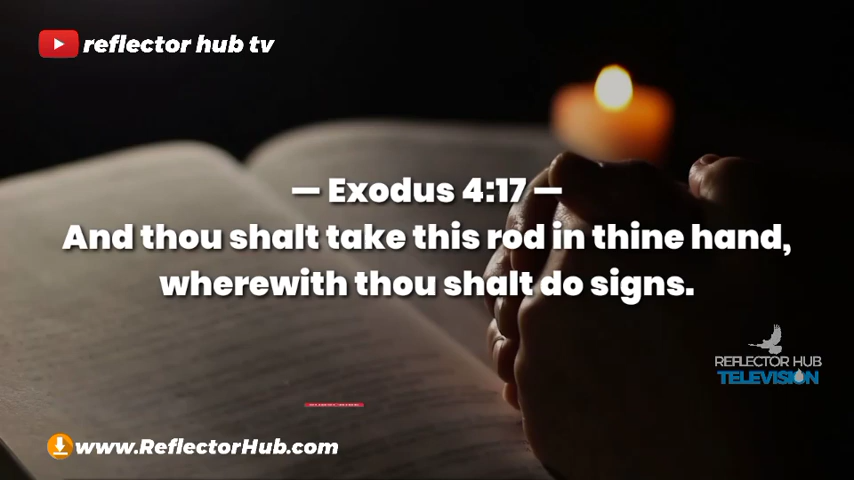 reflector hub tv
— Exodus 4:17 —
And thou shalt take this rod in thine hand,
wherewith thou shalt do signs.
REFLECTOR HUB
TELEVISION
www.ReflectorHub.com